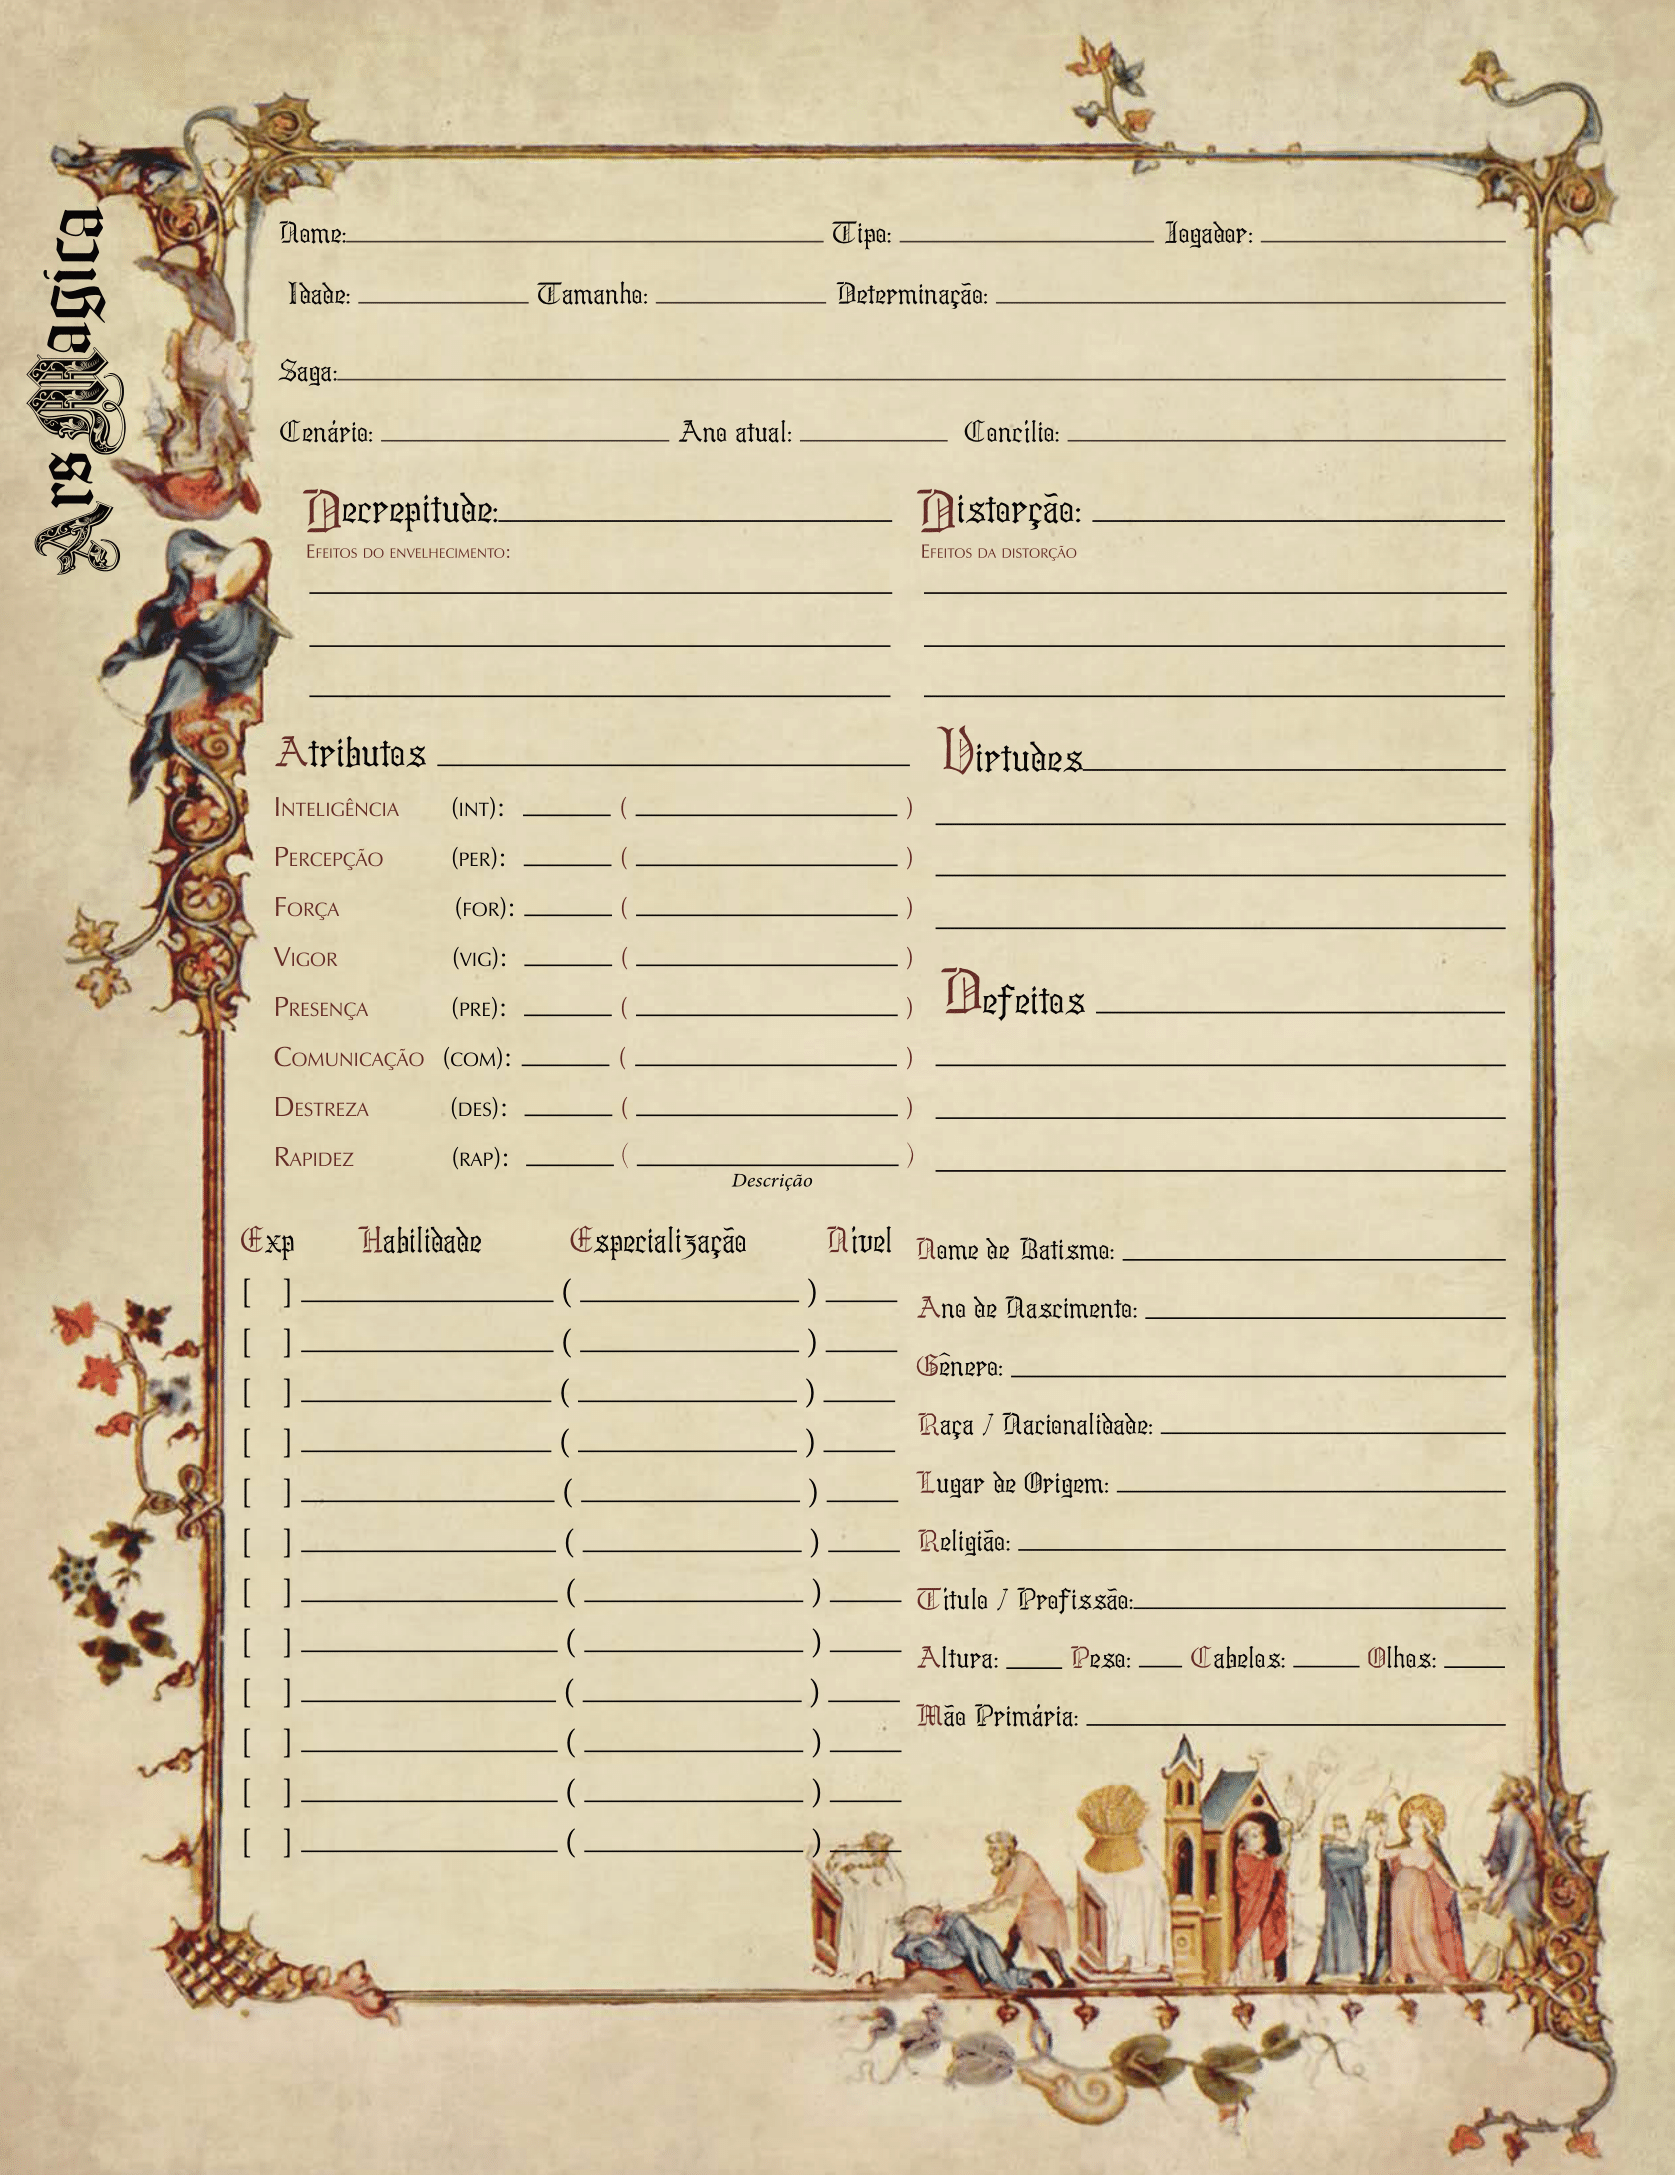 Ars Magica
Nome: Tipo: Jogador:
Idade: Tamanho: Determinação:
Saga:
Cenário: Ano atual: Concílio:
Decrepitude: Distorção:
Efeitos do envelhecimento: Efeitos da distorção
Atributos Virtudes
Inteligência (INT): ( )
Percepção (PER): ( )
Força (FOR): ( )
Vigor (VIG): ( )
Defeitos
Presença (PRE): ( )
Comunicação (COM): ( )
Destreza (DES): ( )
Rapidez (RAP): ( )
Descrição
Exp Habilidade Especialização Nivel
Nome de Batismo:
[ ] ( )
Ano de Nascimento:
[ ] ( )
Gênero:
[ ] ( )
Raça / Nacionalidade:
[ ] ( )
Lugar de Origem:
[ ] ( )
Religião:
[ ] ( )
[ ] ( )
Titulo / Profissão:
[ ] ( )
Altura: Peso: Cabelos: Olhos:
[ ] ( )
Mão Primária:
[ ] ( )
[ ] ( )
[ ] ( )